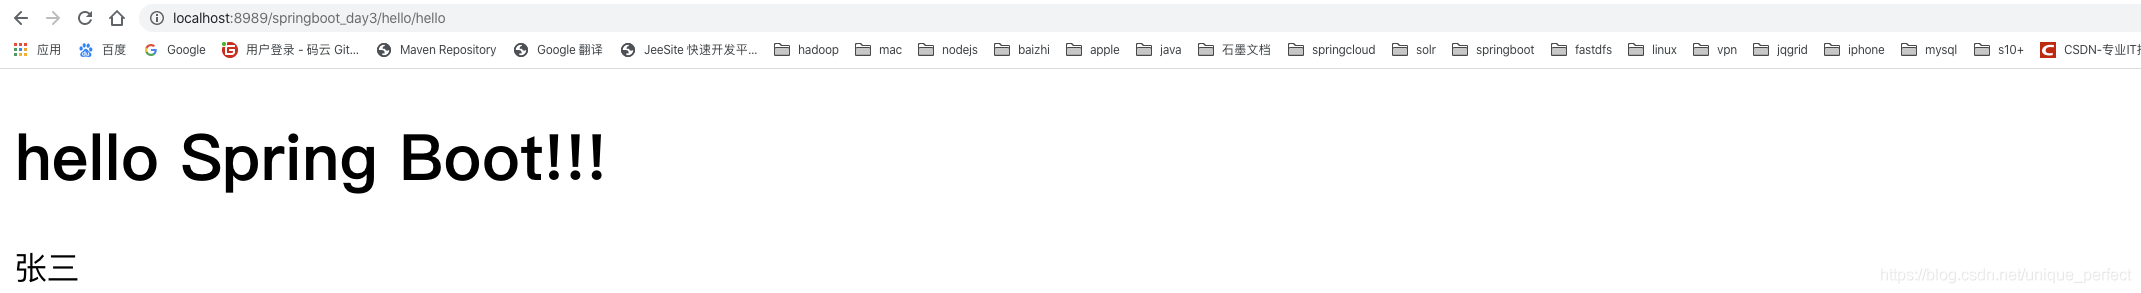 localhost:8989/springboot_day3/hello/hello
应用 百度 Google 用户登录 - 码云 Git... Maven Repository Google 翻译 JeeSite 快速开发平... hadoop mac nodejs baizhi apple java 石墨文档 springcloud solr springboot fastdfs linux vpn jqgrid iphone mysql s10+ CSDN-专业IT
hello Spring Boot!!!
张三
https://blog.csdn.net/unique_perfect